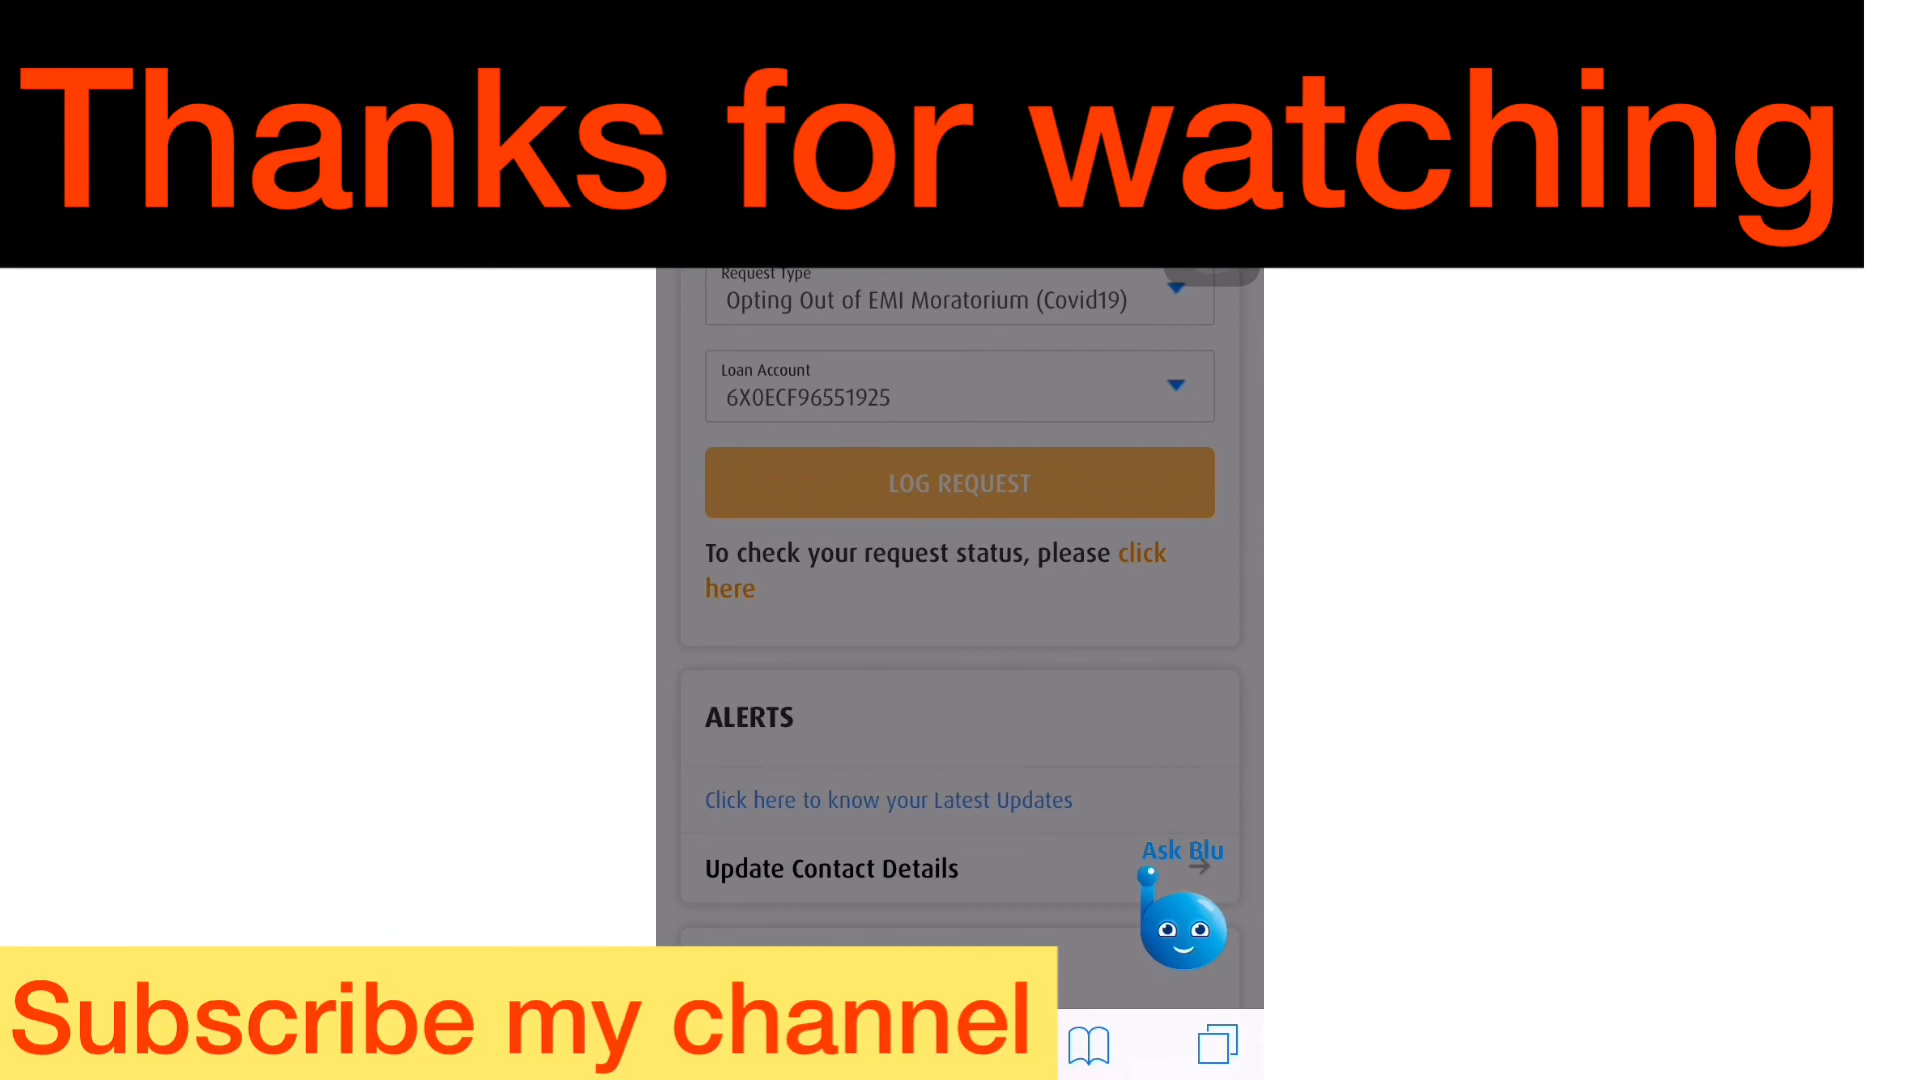 Thanks for watching
Request Type
Opting Out of EMI Moratorium (Covid19)
Loan Account
6X0ECF96551925
LOG REQUEST
To check your request status, please click
here
ALERTS
Click here to know your Latest Updates
Ask Blu
Update Contact Details
Subscribe my channel